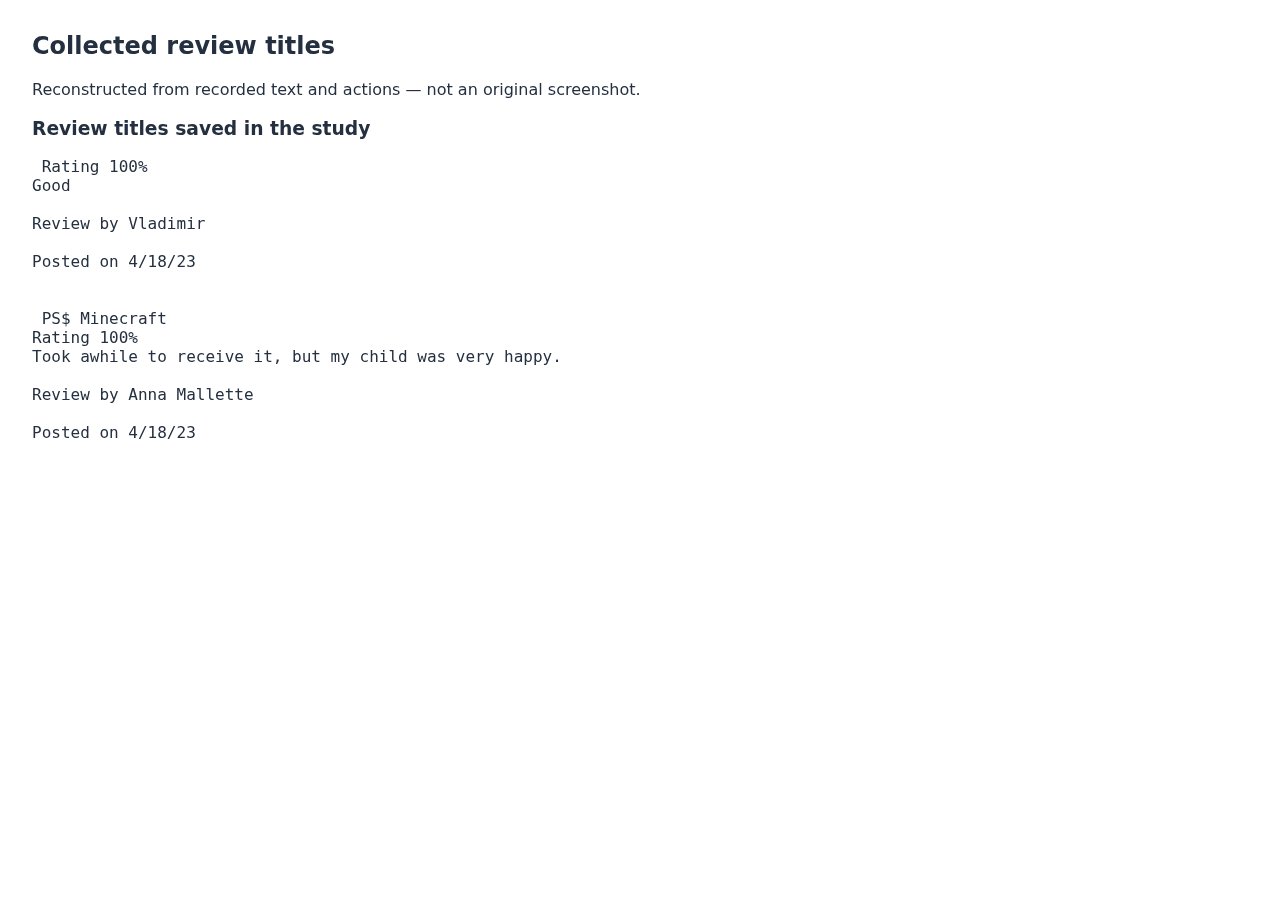 Collected review titles
Reconstructed from recorded text and actions — not an original screenshot.
Review titles saved in the study
Rating 100%
Good
Review by Vladimir
Posted on 4/18/23
PS$ Minecraft
Rating 100%
Took awhile to receive it, but my child was very happy.
Review by Anna Mallette
Posted on 4/18/23